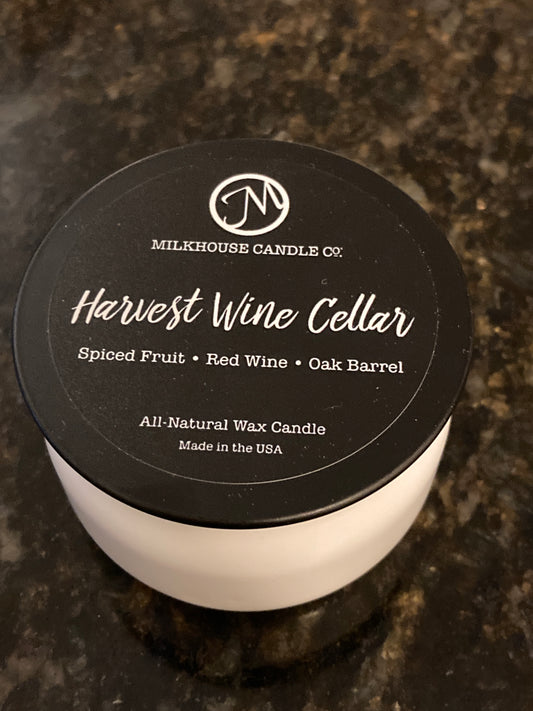 M
MILKHOUSE CANDLE Co.
Harvest Wine Cellar
Spiced Fruit • Red Wine • Oak Barrel
All-Natural Wax Candle
Made in the USA